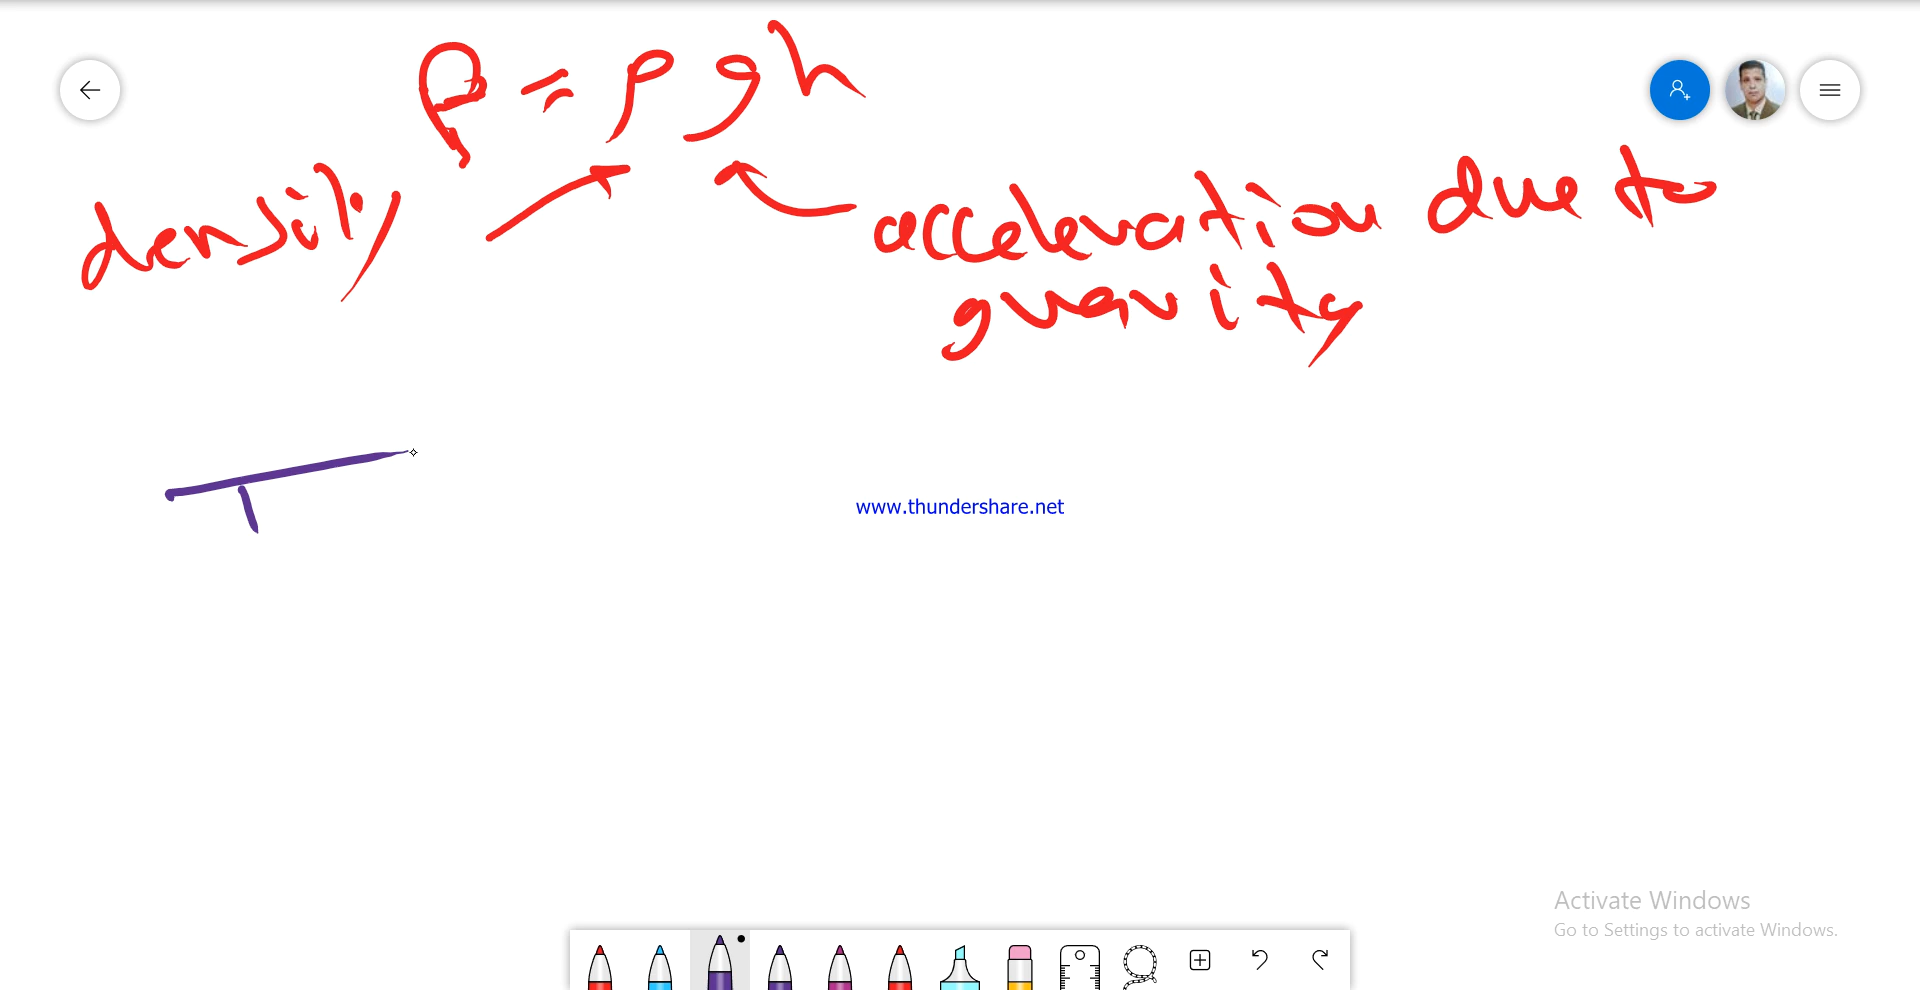 P = ρgh
density
acceleration due to
gravity
www.thundershare.net
Activate Windows
Go to Settings to activate Windows.